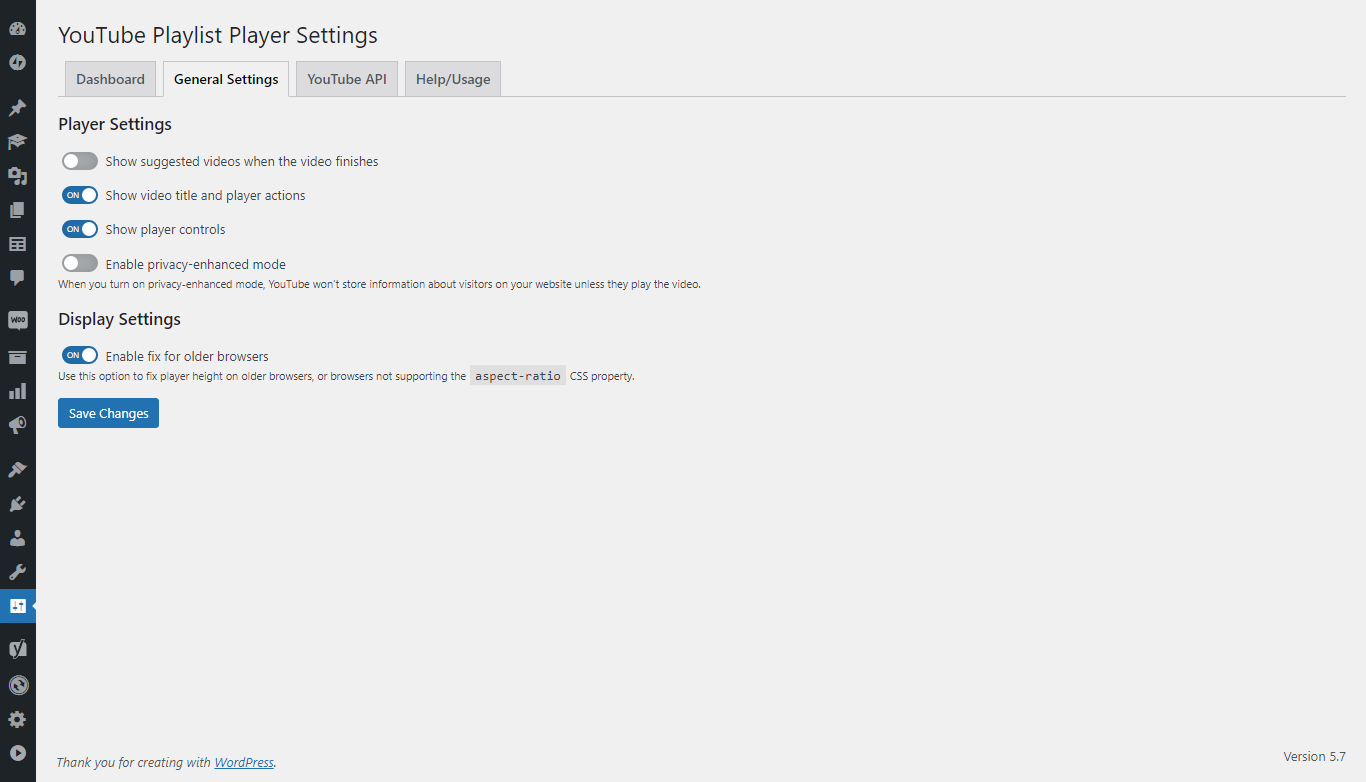 YouTube Playlist Player Settings
Dashboard General Settings YouTube API Help/Usage
Player Settings
Show suggested videos when the video finishes
ON Show video title and player actions
ON Show player controls
Enable privacy-enhanced mode
When you turn on privacy-enhanced mode, YouTube won't store information about visitors on your website unless they play the video.
Display Settings
ON Enable fix for older browsers
Use this option to fix player height on older browsers, or browsers not supporting the aspect-ratio CSS property.
Save Changes
WOO
Thank you for creating with WordPress.
Version 5.7